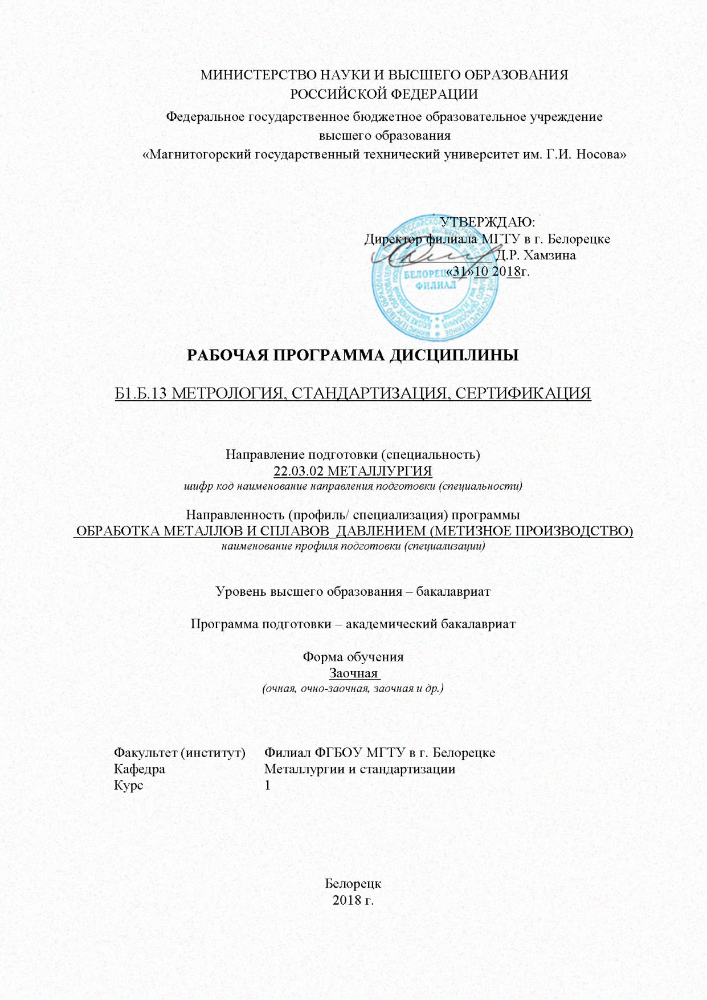 МИНИСТЕРСТВО НАУКИ И ВЫСШЕГО ОБРАЗОВАНИЯ
РОССИЙСКОЙ ФЕДЕРАЦИИ
Федеральное государственное бюджетное образовательное учреждение
высшего образования
«Магнитогорский государственный технический университет им. Г.И. Носова»
УТВЕРЖДАЮ:
Директор филиала МГТУ в г. Белорецке
Д.Р. Хамзина
«31»10 2018г.
БЕЛОРЕЦКИЙ
ФИЛИАЛ
РАБОЧАЯ ПРОГРАММА ДИСЦИПЛИНЫ
Б1.Б.13 МЕТРОЛОГИЯ, СТАНДАРТИЗАЦИЯ, СЕРТИФИКАЦИЯ
Направление подготовки (специальность)
22.03.02 МЕТАЛЛУРГИЯ
шифр код наименование направления подготовки (специальности)
Направленность (профиль/ специализация) программы
ОБРАБОТКА МЕТАЛЛОВ И СПЛАВОВ ДАВЛЕНИЕМ (МЕТИЗНОЕ ПРОИЗВОДСТВО)
наименование профиля подготовки (специализации)
Уровень высшего образования – бакалавриат
Программа подготовки – академический бакалавриат
Форма обучения
Заочная
(очная, очно-заочная, заочная и др.)
Факультет (институт) Филиал ФГБОУ МГТУ в г. Белорецке
Кафедра Металлургии и стандартизации
Курс 1
Белорецк
2018 г.